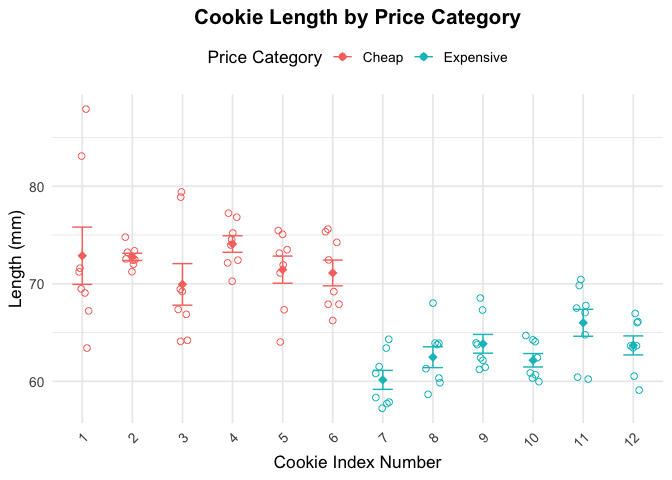 Cookie Length by Price Category
Price Category Cheap Expensive
80
70
60
Length (mm)
1 2 3 4 5 6 7 8 9 10 11 12
Cookie Index Number